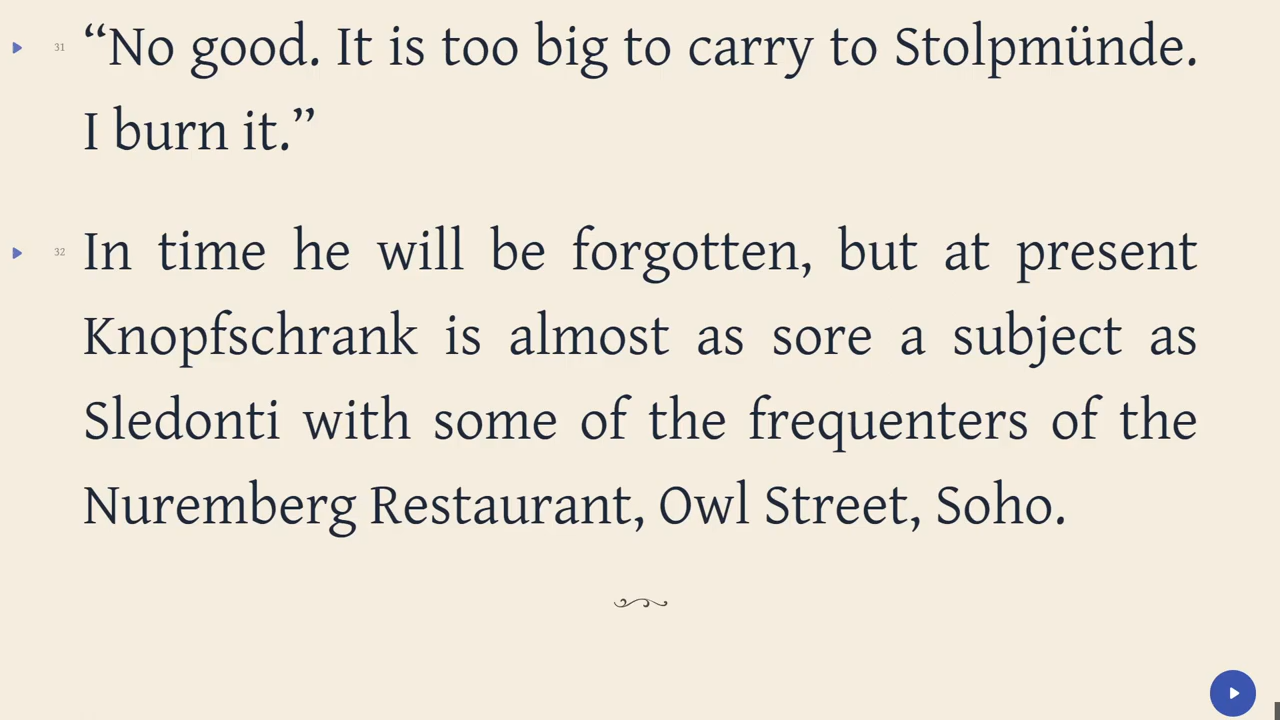 31 “No good. It is too big to carry to Stolpmünde.
I burn it.”
32 In time he will be forgotten, but at present
Knopfschrank is almost as sore a subject as
Sledonti with some of the frequenters of the
Nuremberg Restaurant, Owl Street, Soho.